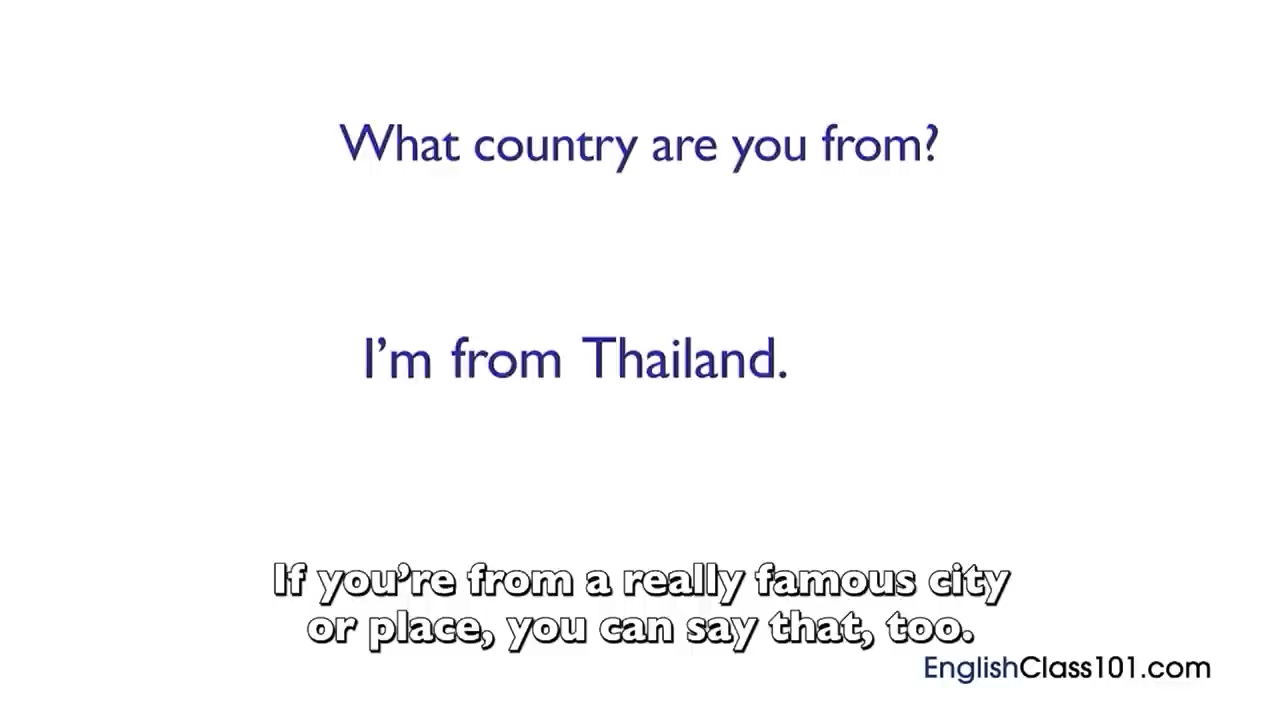 What country are you from?
I'm from Thailand.
If you're from a really famous city
or place, you can say that, too.
EnglishClass101.com